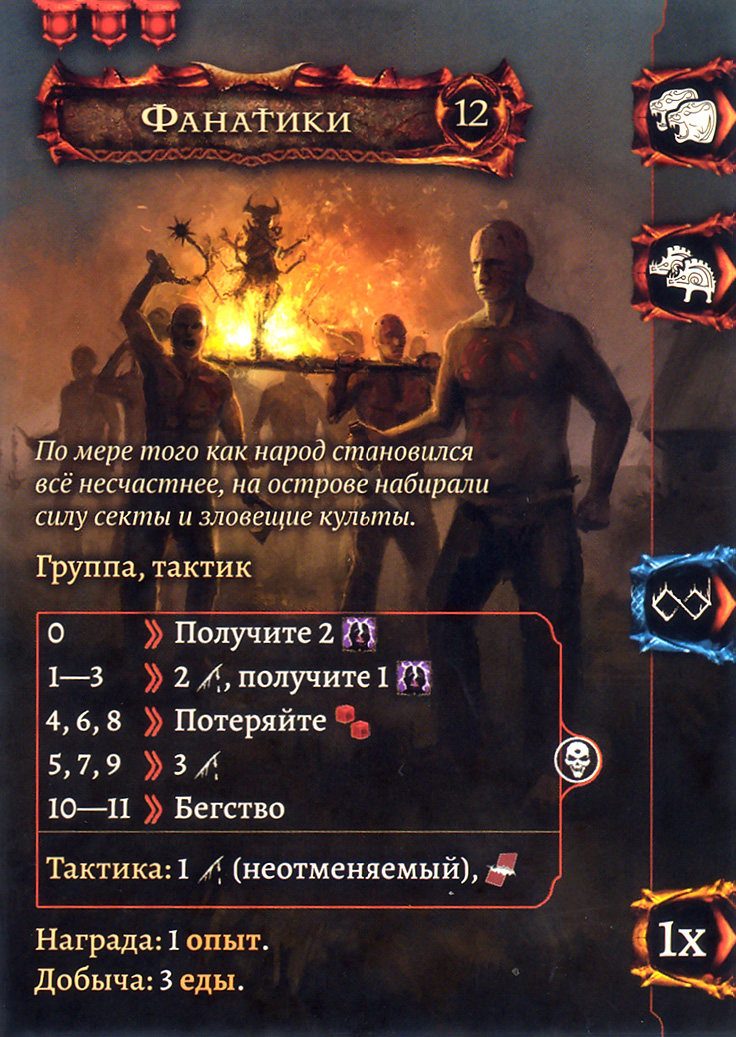 Фанатики 12
По мере того как народ становился
всё несчастнее, на острове набирали
силу секты и зловещие культы.
Группа, тактик
0 Получите 2
1—3 2 , получите 1
4, 6, 8 Потеряйте
5, 7, 9 3
10—11 Бегство
Тактика: 1 (неотменяемый),
1x
Награда: 1 опыт.
Добыча: 3 еды.